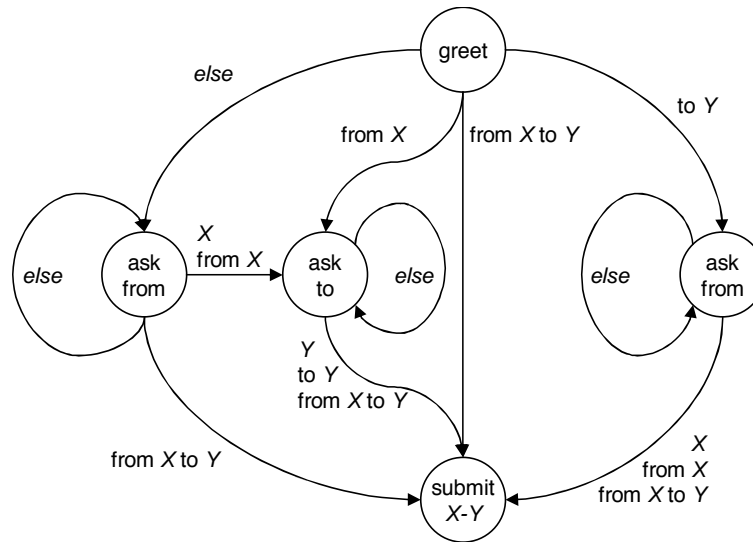 greet
else
to Y
from X
from X to Y
X
from X
ask
from
else
ask
to
else
else
ask
from
Y
to Y
from X to Y
from X to Y
X
from X
from X to Y
submit
X-Y